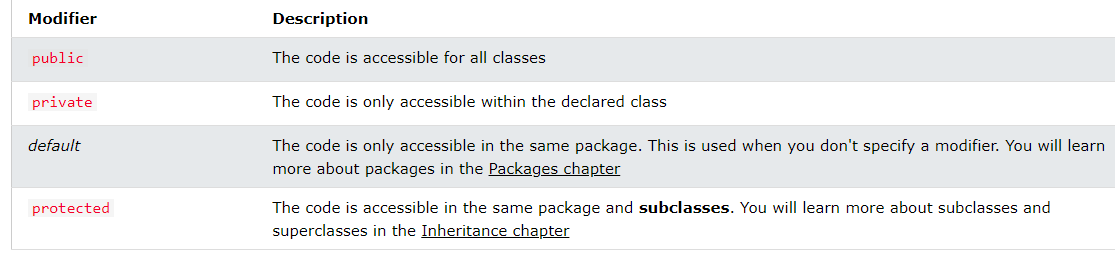 Modifier Description
public The code is accessible for all classes
private The code is only accessible within the declared class
default The code is only accessible in the same package. This is used when you don't specify a modifier. You will learn
more about packages in the Packages chapter
protected The code is accessible in the same package and subclasses. You will learn more about subclasses and
superclasses in the Inheritance chapter